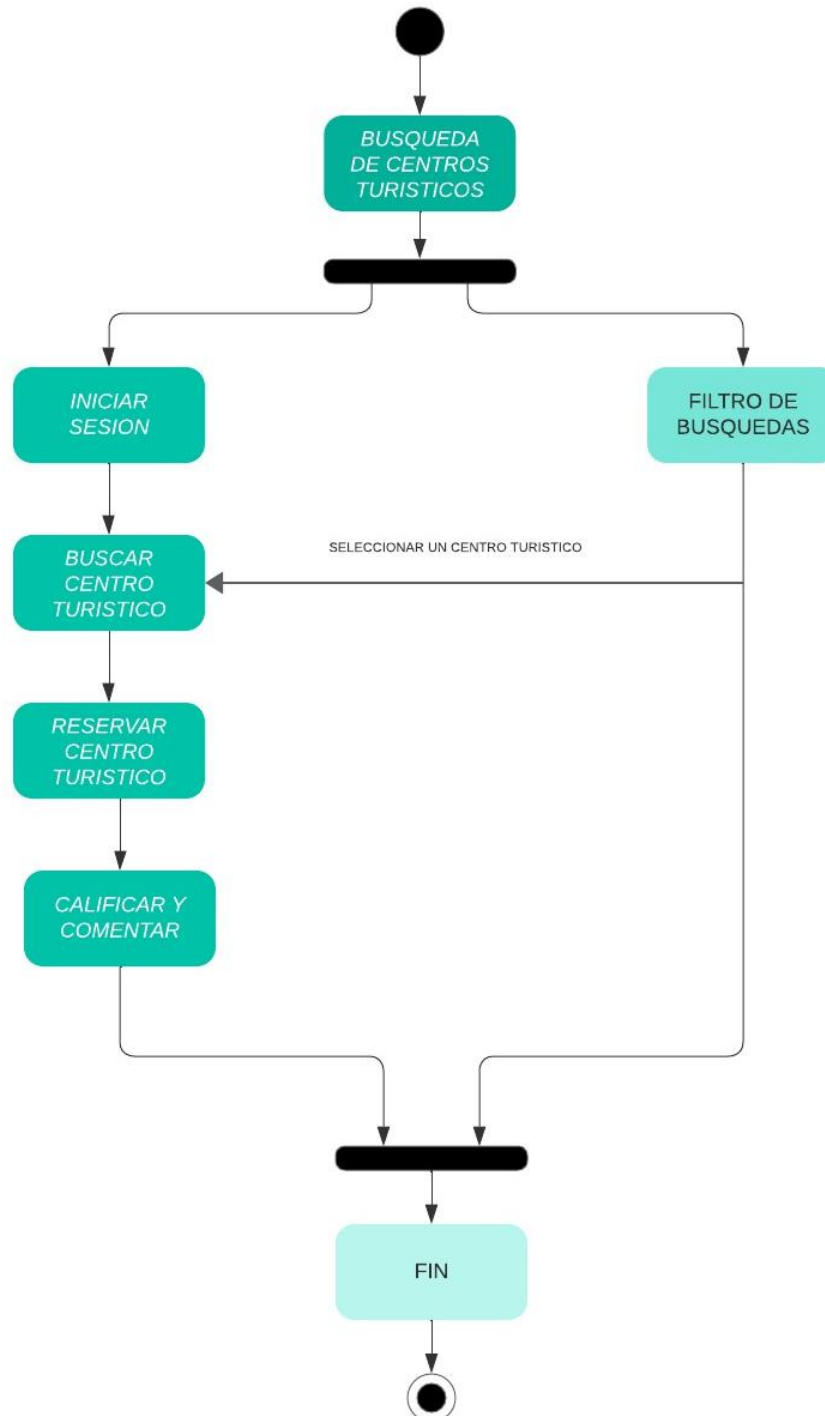 BUSQUEDA
DE CENTROS
TURISTICOS
INICIAR
SESION
FILTRO DE
BUSQUEDAS
SELECCIONAR UN CENTRO TURISTICO
BUSCAR
CENTRO
TURISTICO
RESERVAR
CENTRO
TURISTICO
CALIFICAR Y
COMENTAR
FIN